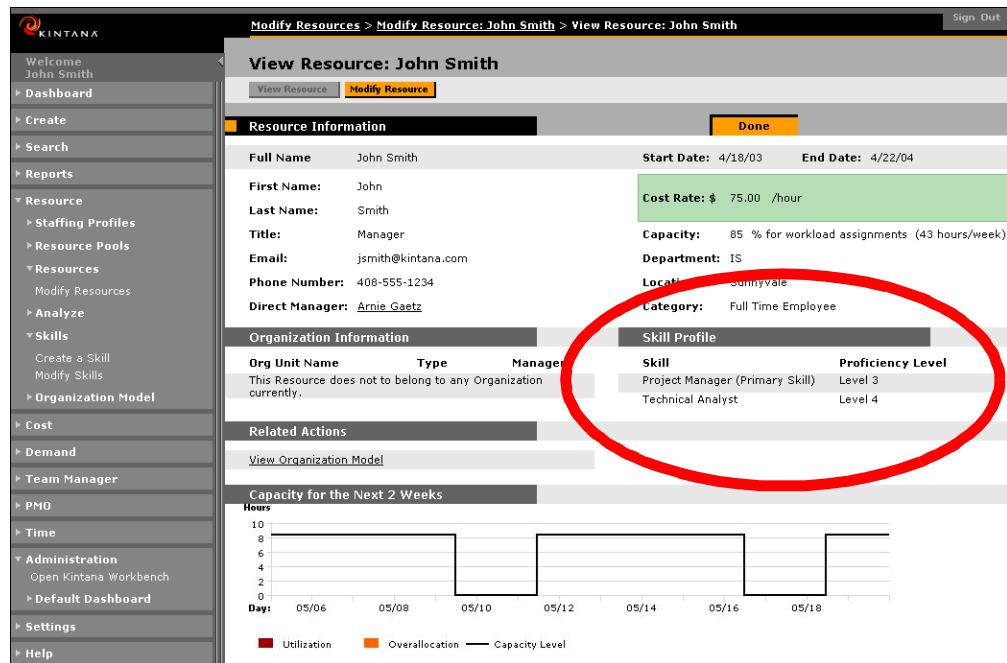 KINTANA
Modify Resources > Modify Resource: John Smith > View Resource: John Smith
Sign Out
Welcome
John Smith
Dashboard
Create
Search
Reports
Resource
Staffing Profiles
Resource Pools
Resources
Modify Resources
Analyze
Skills
Create a Skill
Modify Skills
Organization Model
Cost
Demand
Team Manager
PMO
Time
Administration
Open Kintana Workbench
Default Dashboard
Settings
Help
View Resource: John Smith
View Resource Modify Resource
Resource Information
Done
Full Name John Smith
Start Date: 4/18/03 End Date: 4/22/04
First Name: John
Last Name: Smith
Title: Manager
Email: jsmith@kintana.com
Phone Number: 408-555-1234
Direct Manager: Arnie Gaetz
Cost Rate: $ 75.00 /hour
Capacity: 85 % for workload assignments (43 hours/week)
Department: IS
Sunnyvale
Category: Full Time Employee
Organization Information
Org Unit Name Type Manager
This Resource does not to belong to any Organization
currently.
Skill Profile
Skill Proficiency Level
Project Manager (Primary Skill) Level 3
Technical Analyst Level 4
Related Actions
View Organization Model
Capacity for the Next 2 Weeks
Hours
10
8
6
4
2
0
Day: 05/06 05/08 05/10 05/12 05/14 05/16 05/18
Utilization Overallocation Capacity Level